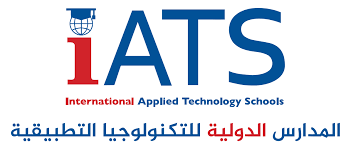 iATS
International Applied Technology Schools
المدارس الدولية للتكنولوجيا التطبيقية